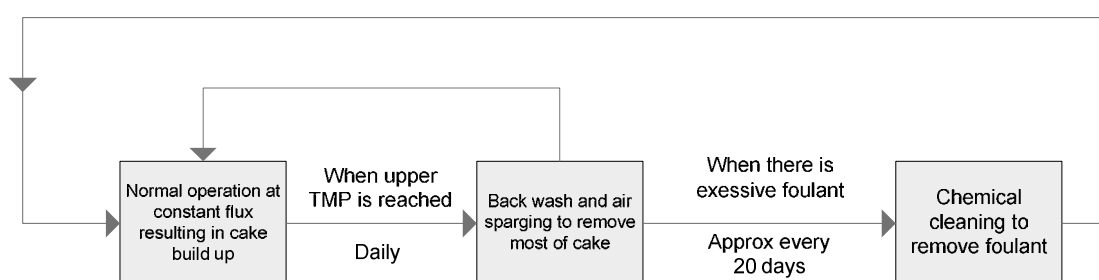 Normal operation at
constant flux
resulting in cake
build up
When upper
TMP is reached
Daily
Back wash and air
sparging to remove
most of cake
When there is
exessive foulant
Approx every
20 days
Chemical
cleaning to
remove foulant